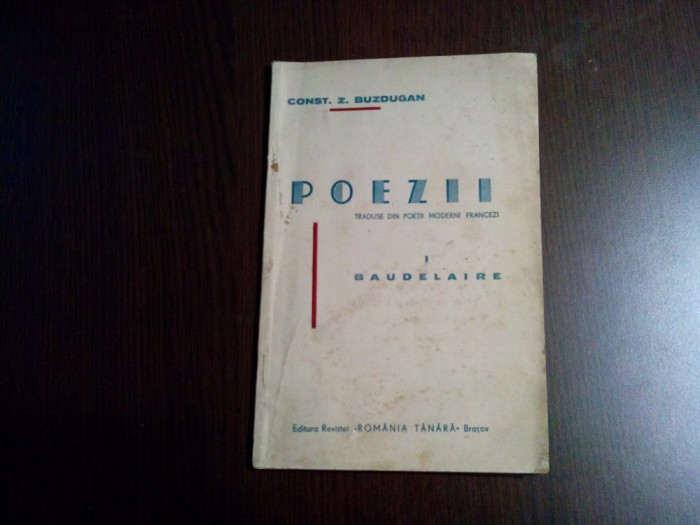 CONST. Z. BUZDUGAN
POEZII
TRADUSE DIN POEȚII MODERNI FRANCEZI
I
BAUDELAIRE
Editura Revistei «ROMÂNIA TÂNĂRĂ» Brașov